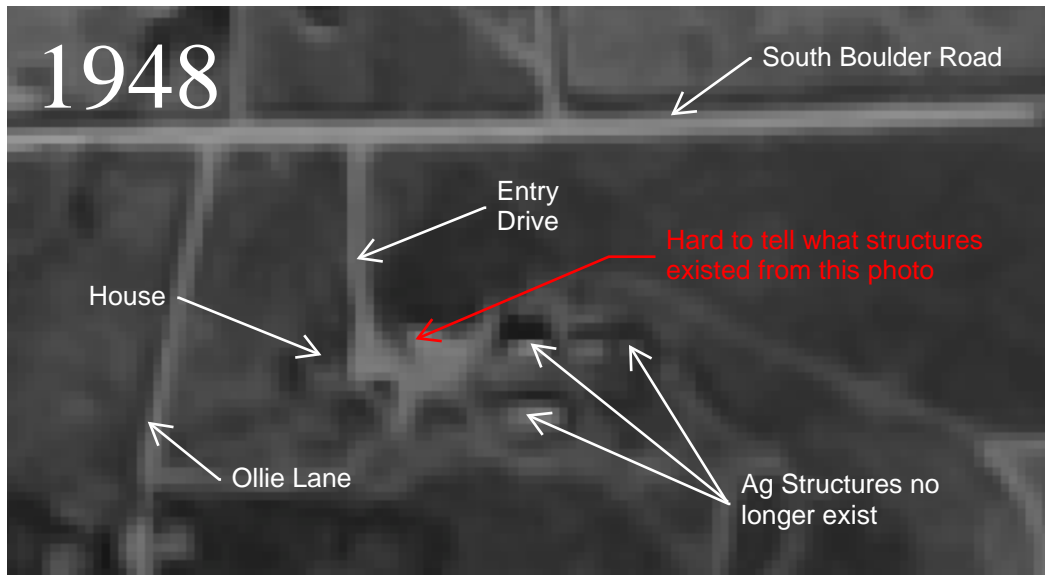 1948
South Boulder Road
Entry
Drive
Hard to tell what structures
existed from this photo
House
Ollie Lane
Ag Structures no
longer exist